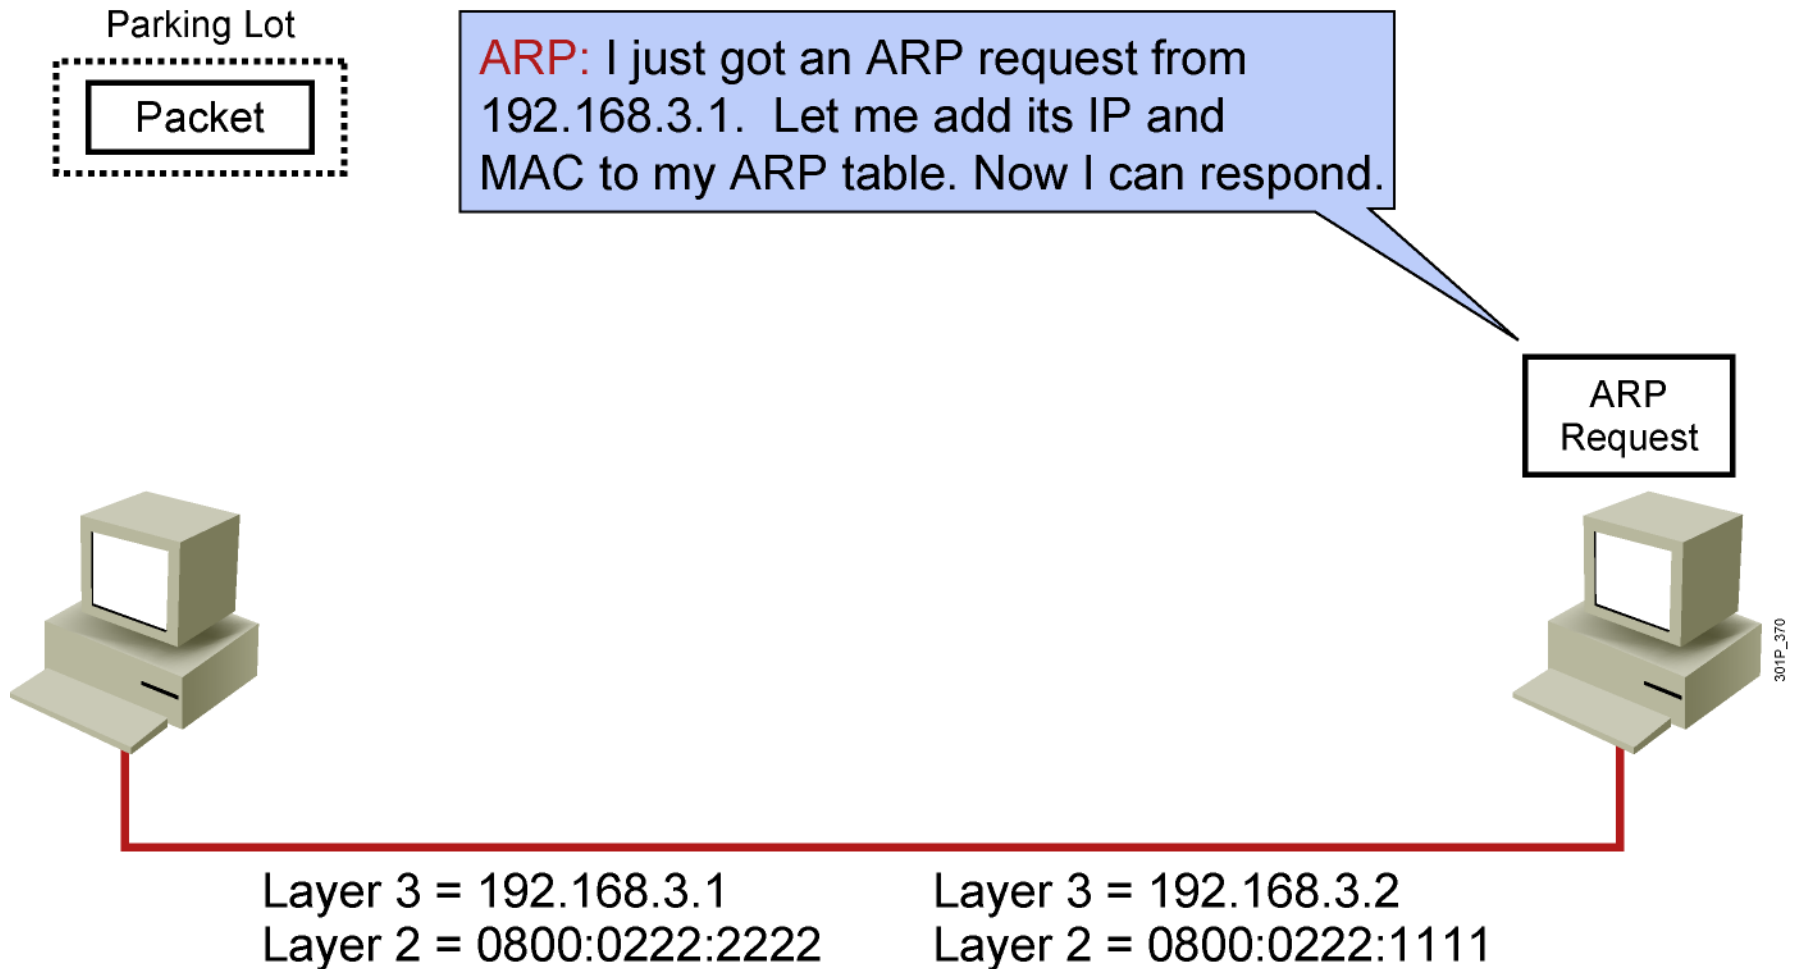 Parking Lot
Packet
ARP: I just got an ARP request from
192.168.3.1.  Let me add its IP and
MAC to my ARP table. Now I can respond.
ARP
Request
301P_370
Layer 3 = 192.168.3.1
Layer 2 = 0800:0222:2222
Layer 3 = 192.168.3.2
Layer 2 = 0800:0222:1111